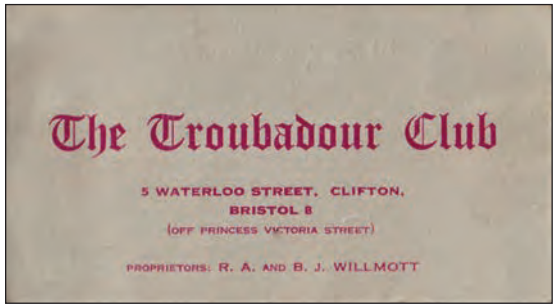 The Troubadour Club
5 WATERLOO STREET, CLIFTON,
BRISTOL 8
(OFF PRINCESS VICTORIA STREET)
PROPRIETORS: R. A. AND B. J. WILLMOTT